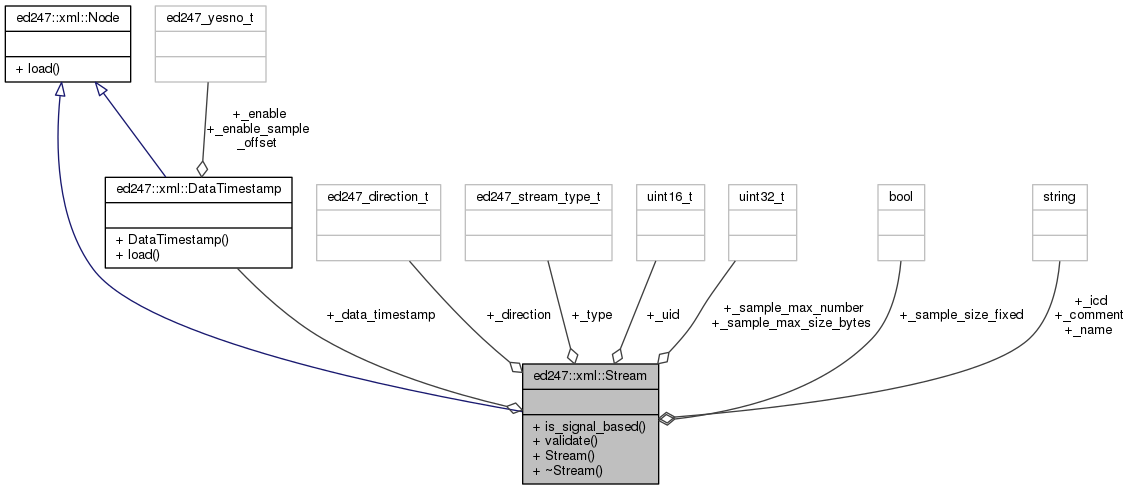 ed247::xml::Node
+ load()
ed247_yesno_t
+_enable
+_enable_sample
_offset
ed247::xml::DataTimestamp
+ DataTimestamp()
+ load()
ed247_direction_t
ed247_stream_type_t
uint16_t
uint32_t
bool
string
+_data_timestamp
+_direction
+_type
+_uid
+_sample_max_number
+_sample_max_size_bytes
+_sample_size_fixed
+_icd
+_comment
+_name
ed247::xml::Stream
+ is_signal_based()
+ validate()
+ Stream()
+ ~Stream()